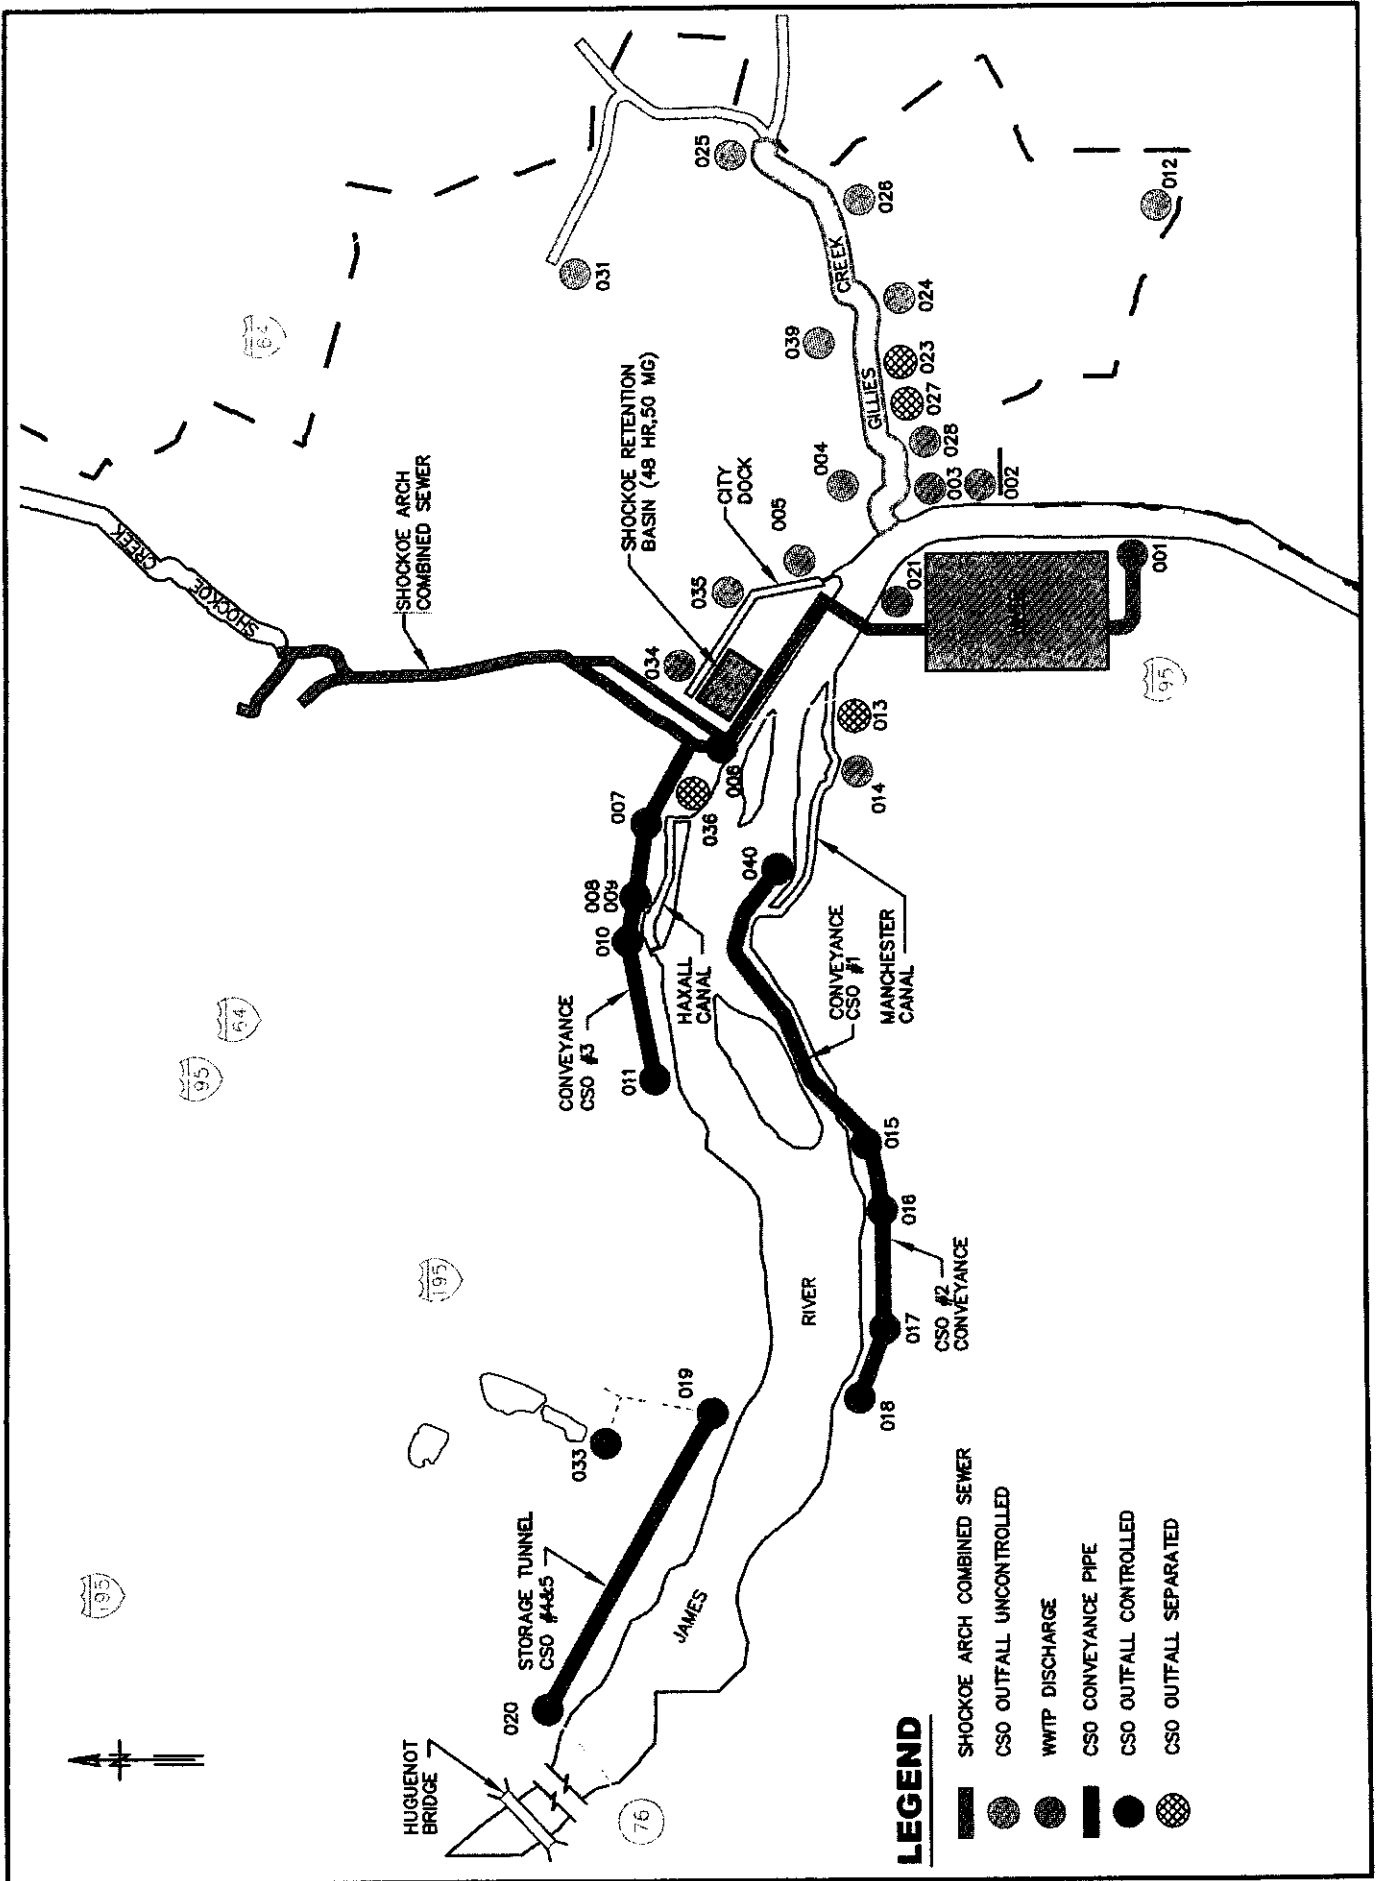 HUGUENOT
BRIDGE
76
195
020
STORAGE TUNNEL
CSO #4&5
033
019
JAMES
RIVER
195
95
64
CONVEYANCE
CSO #3
011
010
008
009
007
HAXALL
CANAL
036
006
040
CONVEYANCE
CSO #1
MANCHESTER
CANAL
015
016
017
018
CSO #2
CONVEYANCE
014
013
SHOCKOE
CREEK
SHOCKOE ARCH
COMBINED SEWER
64
034
035
SHOCKOE RETENTION
BASIN (48 HR,50 MG)
CITY
DOCK
005
004
021
001
95
002
003
028
027
023
024
039
GILLIES
CREEK
026
025
031
012
LEGEND
SHOCKOE ARCH COMBINED SEWER
CSO OUTFALL UNCONTROLLED
WWTP DISCHARGE
CSO CONVEYANCE PIPE
CSO OUTFALL CONTROLLED
CSO OUTFALL SEPARATED